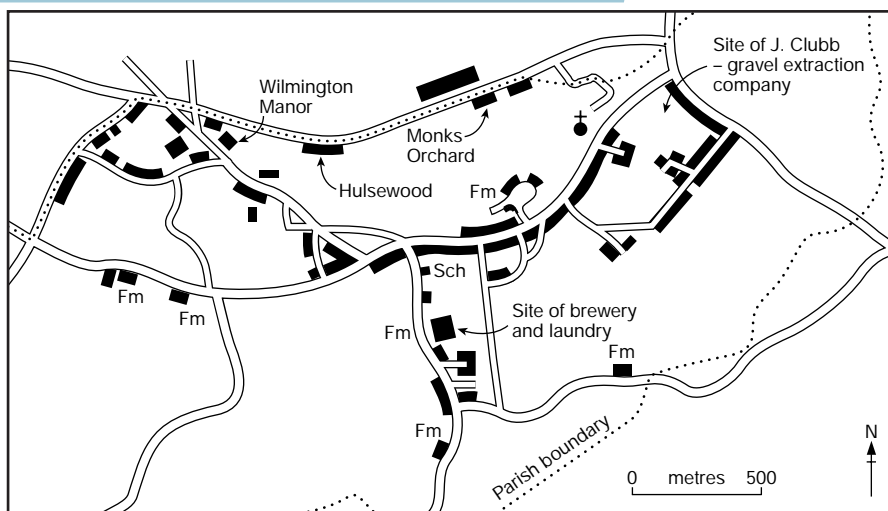 Site of J. Clubb
– gravel extraction
company
Wilmington
Manor
Monks
Orchard
Hulsewood
Fm
Sch
Fm
Fm
Fm
Site of brewery
and laundry
Fm
Fm
Parish boundary
N
0 metres 500